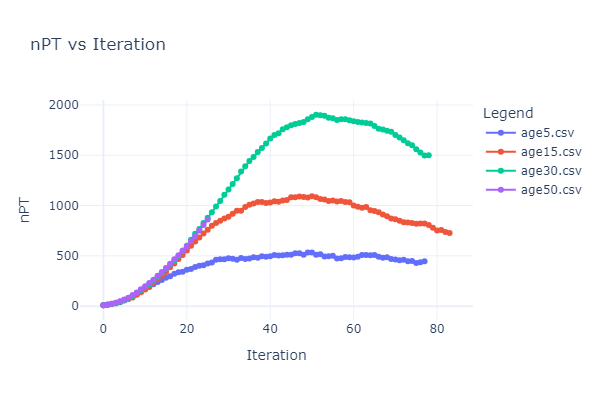 nPT vs Iteration
Legend
age5.csv
age15.csv
age30.csv
age50.csv
2000
1500
1000
500
0
nPT
0
20
40
60
80
Iteration